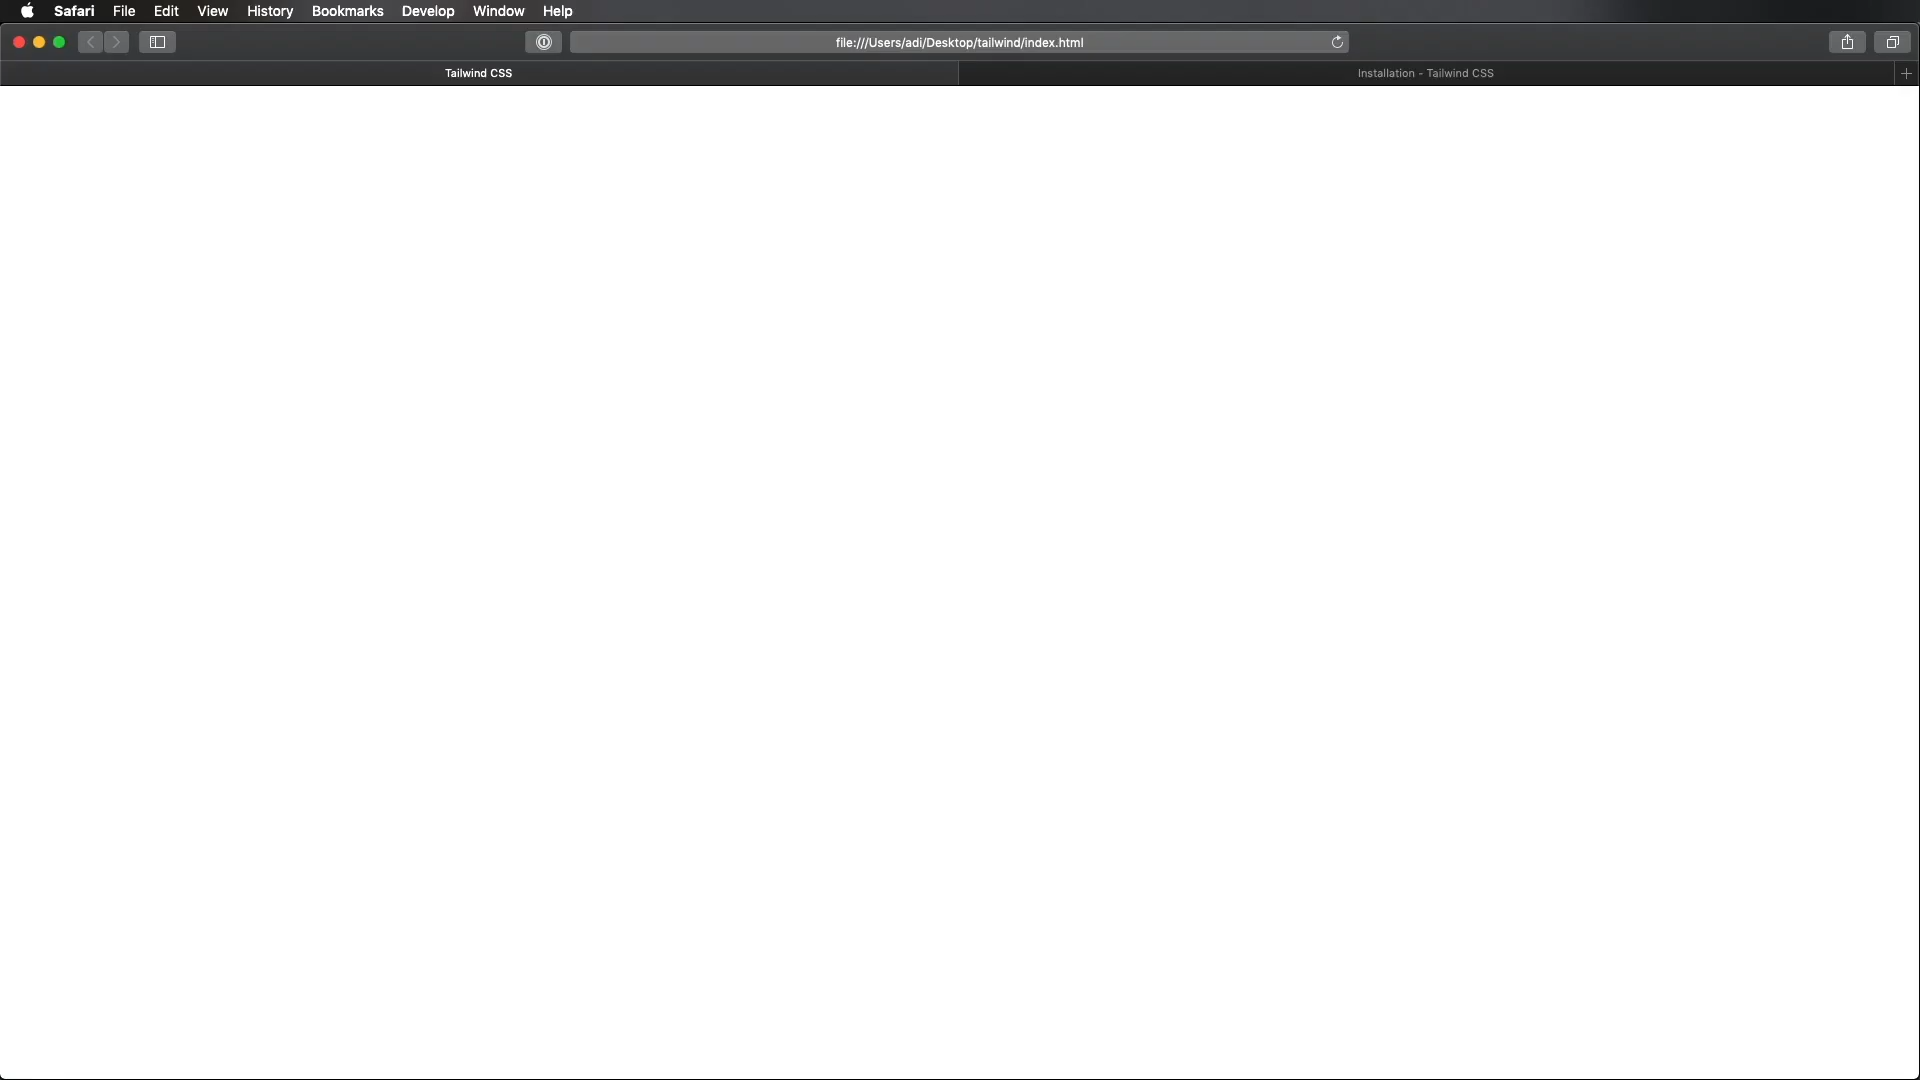 Safari File Edit View History Bookmarks Develop Window Help
file:///Users/adi/Desktop/tailwind/index.html
Tailwind CSS
Installation - Tailwind CSS